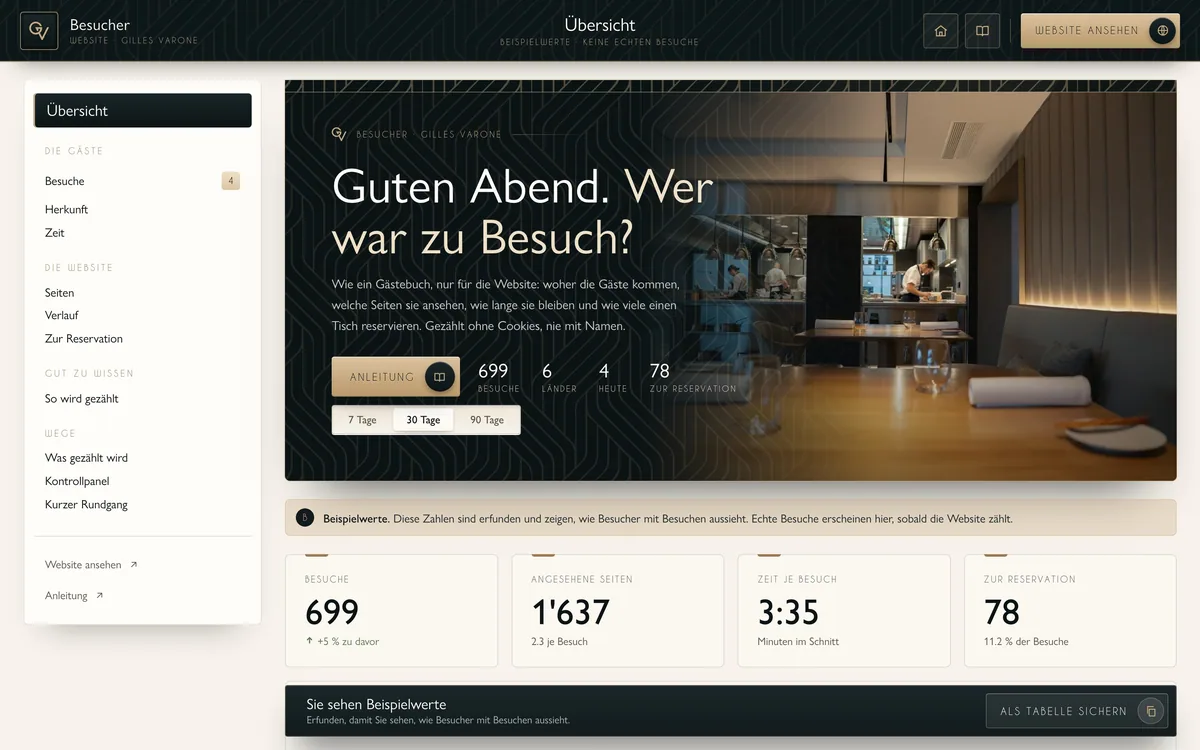 GV
Besucher
WEBSITE · GILLES VARONE
Übersicht
BEISPIELWERTE · KEINE ECHTEN BESUCHE
WEBSITE ANSEHEN
Übersicht
DIE GÄSTE
Besuche 4
Herkunft
Zeit
DIE WEBSITE
Seiten
Verlauf
Zur Reservation
GUT ZU WISSEN
So wird gezählt
WEGE
Was gezählt wird
Kontrollpanel
Kurzer Rundgang
Website ansehen ↗
Anleitung ↗
GV BESUCHER · GILLES VARONE
Guten Abend. Wer
war zu Besuch?
Wie ein Gästebuch, nur für die Website: woher die Gäste kommen,
welche Seiten sie ansehen, wie lange sie bleiben und wie viele einen
Tisch reservieren. Gezählt ohne Cookies, nie mit Namen.
ANLEITUNG
699 6 4 78
BESUCHE LÄNDER HEUTE ZUR RESERVATION
7 Tage 30 Tage 90 Tage
B Beispielwerte. Diese Zahlen sind erfunden und zeigen, wie Besucher mit Besuchen aussieht. Echte Besuche erscheinen hier, sobald die Website zählt.
BESUCHE
699
↑ +5 % zu davor
ANGESEHENE SEITEN
1'637
2.3 je Besuch
ZEIT JE BESUCH
3:35
Minuten im Schnitt
ZUR RESERVATION
78
11.2 % der Besuche
Sie sehen Beispielwerte
Erfunden, damit Sie sehen, wie Besucher mit Besuchen aussieht.
ALS TABELLE SICHERN